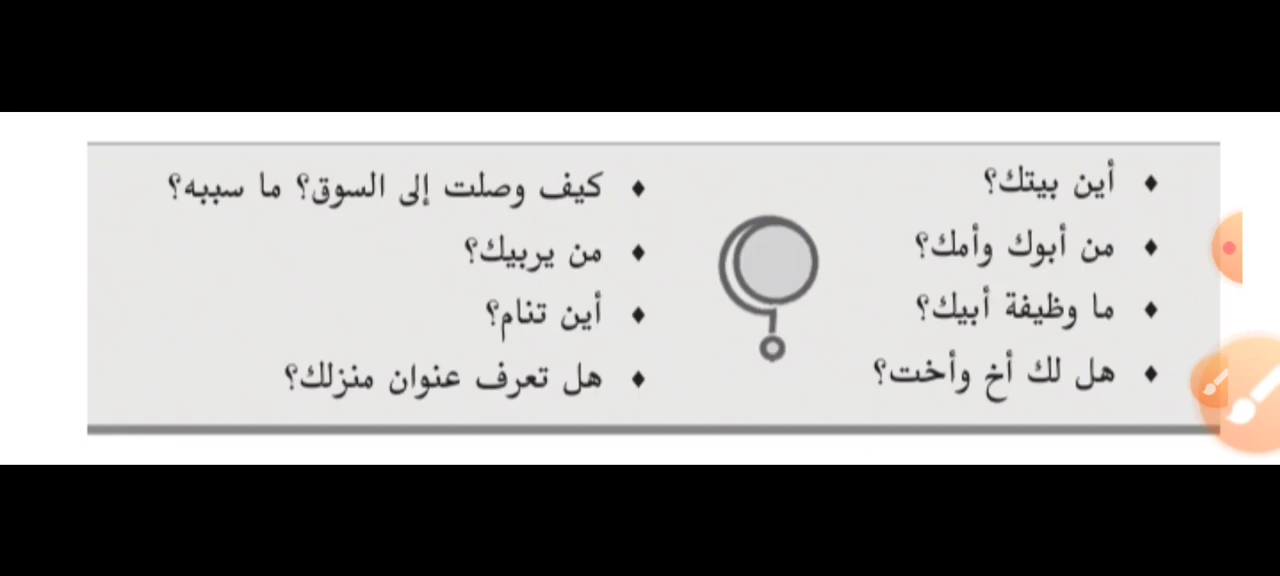 ♦ أين بيتك؟
♦ من أبوك وأمك؟
♦ ما وظيفة أبيك؟
♦ هل لك أخ وأخت؟
♦ كيف وصلت إلى السوق؟ ما سببه؟
♦ من يربيك؟
♦ أين تنام؟
♦ هل تعرف عنوان منزلك؟